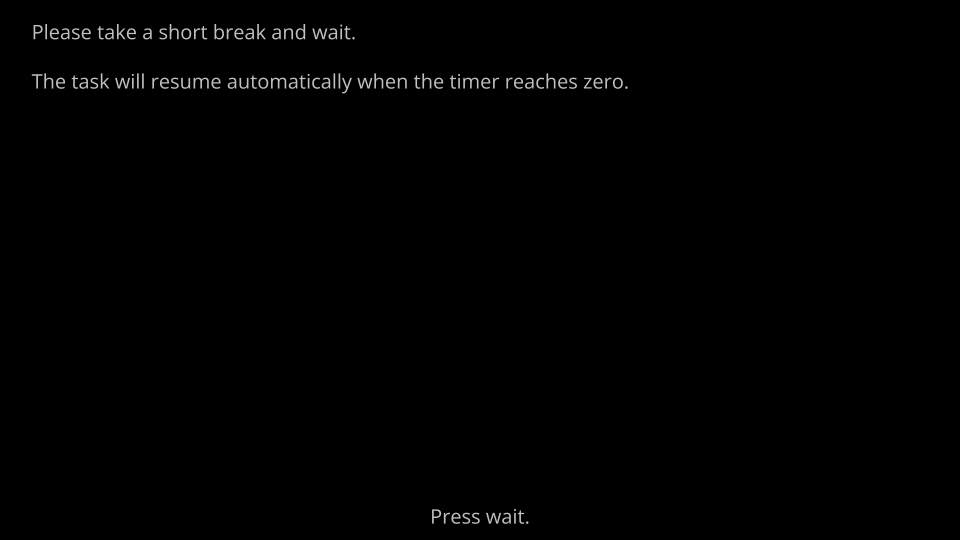 Please take a short break and wait.
The task will resume automatically when the timer reaches zero.
Press wait.